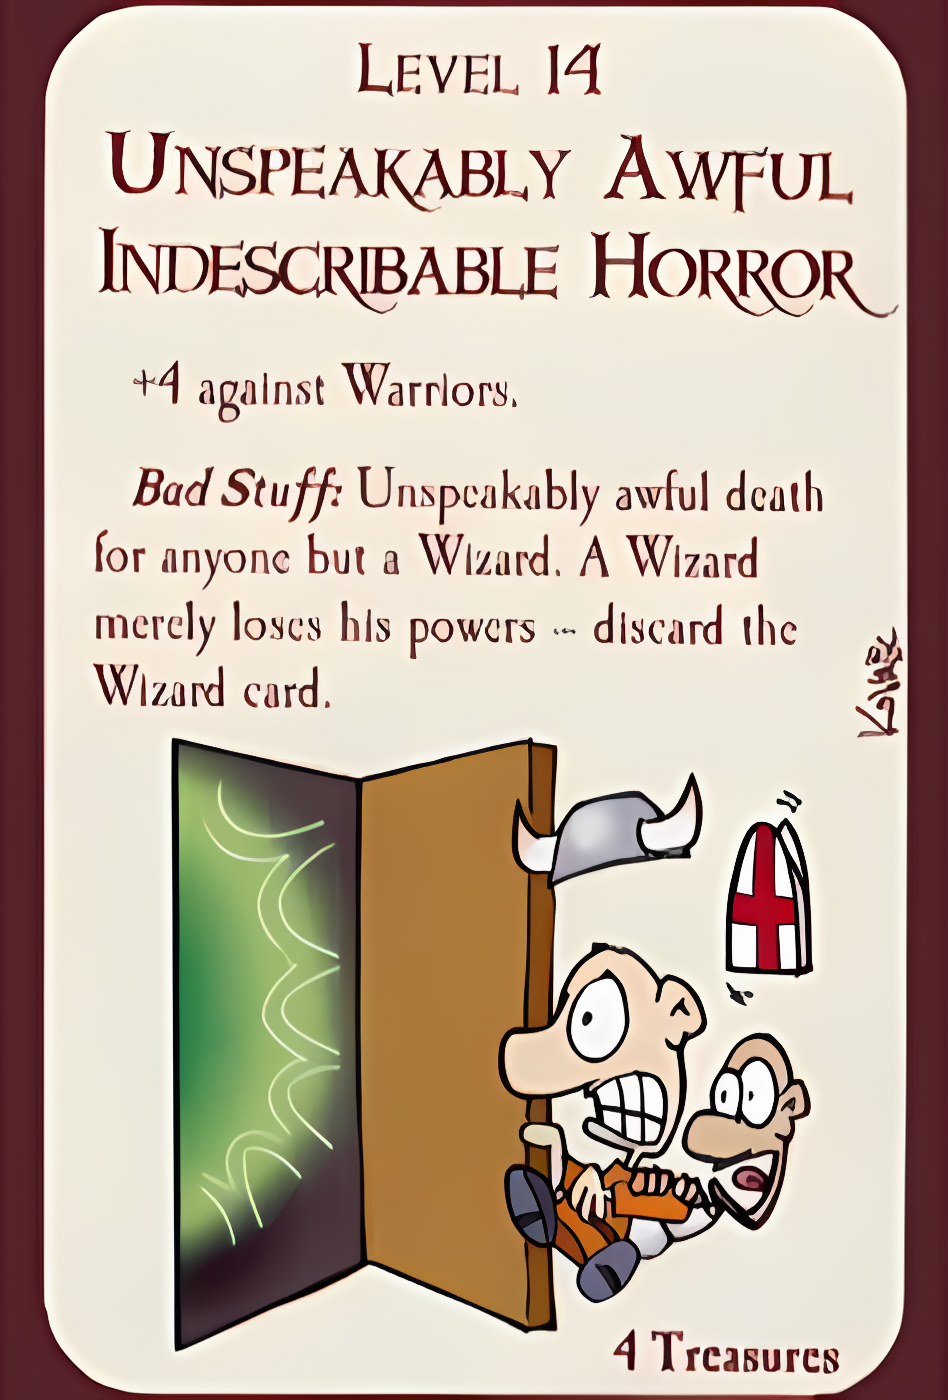 Level 14
Unspeakably Awful
Indescribable Horror
+4 against Warriors.
Bad Stuff: Unspeakably awful death
for anyone but a Wizard. A Wizard
merely loses his powers -- discard the
Wizard card.
4 Treasures